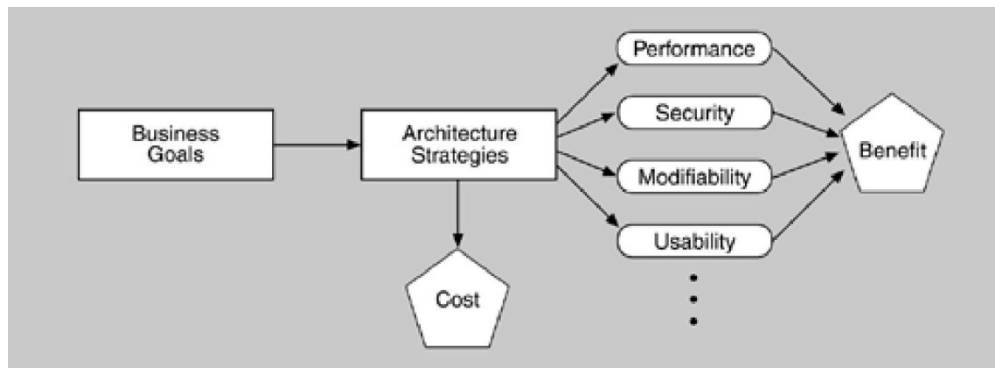 Business
Goals
Architecture
Strategies
Performance
Security
Modifiability
Usability
Benefit
Cost